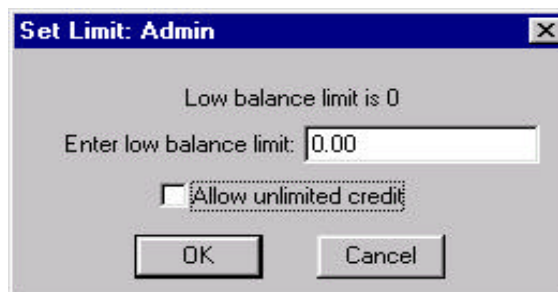 Set Limit: Admin
Low balance limit is 0
Enter low balance limit: 0.00
Allow unlimited credit
OK Cancel